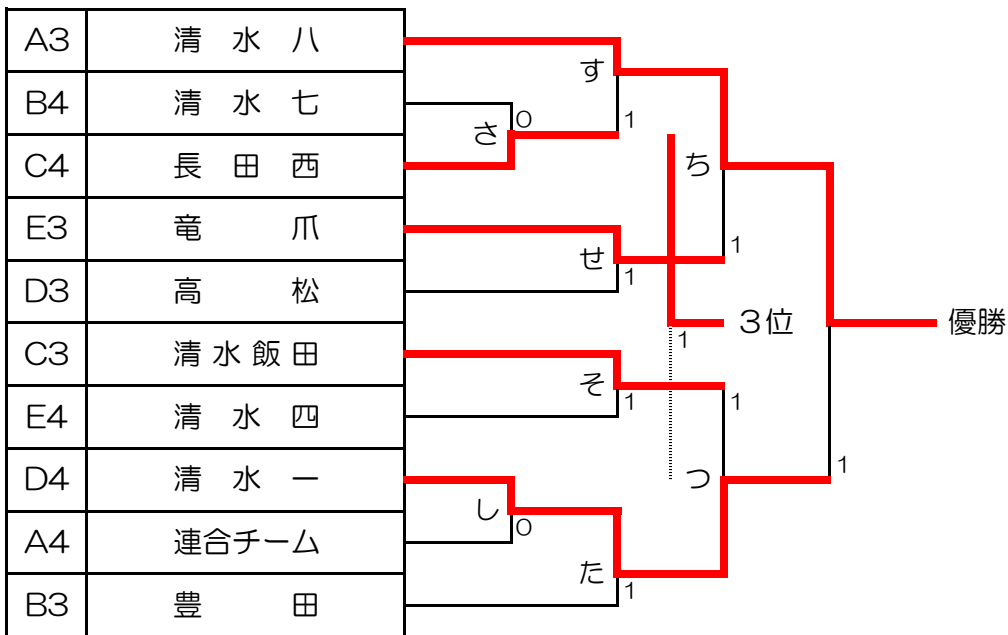 A3 清水八
す
B4 清水七
0 1
さ
C4 長田西
ち
E3 竜爪
1
せ
1
D3 高松
3位 優勝
1
C3 清水飯田
そ
1 1
E4 清水四
1
D4 清水一
つ
し
0
A4 連合チーム
た
1
B3 豊田